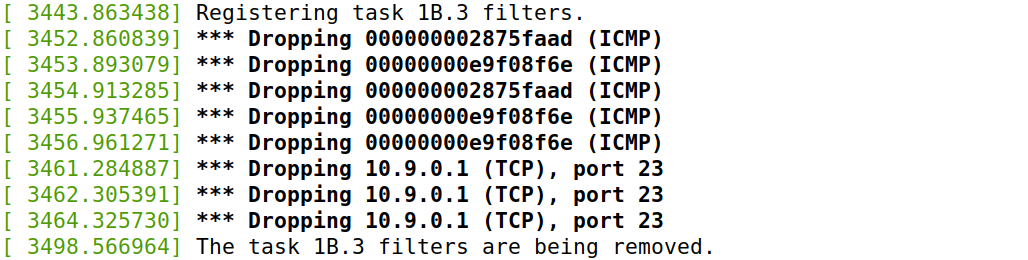 [ 3443.863438] Registering task 1B.3 filters.
[ 3452.860839] *** Dropping 000000002875faad (ICMP)
[ 3453.893079] *** Dropping 00000000e9f08f6e (ICMP)
[ 3454.913285] *** Dropping 000000002875faad (ICMP)
[ 3455.937465] *** Dropping 00000000e9f08f6e (ICMP)
[ 3456.961271] *** Dropping 00000000e9f08f6e (ICMP)
[ 3461.284887] *** Dropping 10.9.0.1 (TCP), port 23
[ 3462.305391] *** Dropping 10.9.0.1 (TCP), port 23
[ 3464.325730] *** Dropping 10.9.0.1 (TCP), port 23
[ 3498.566964] The task 1B.3 filters are being removed.